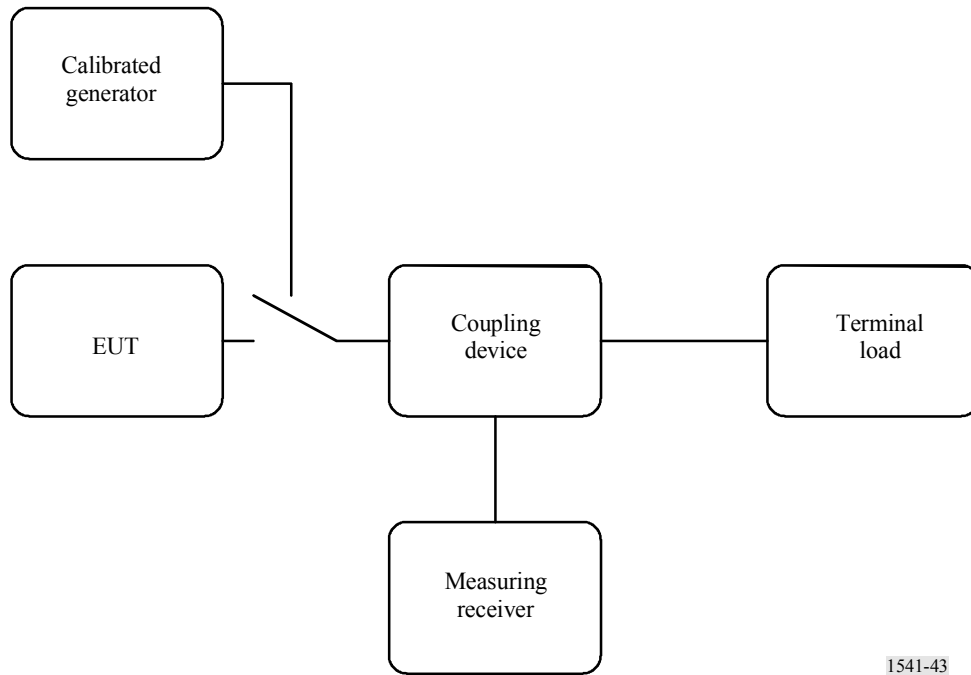 Calibrated
generator
EUT
Coupling
device
Terminal
load
Measuring
receiver
1541-43